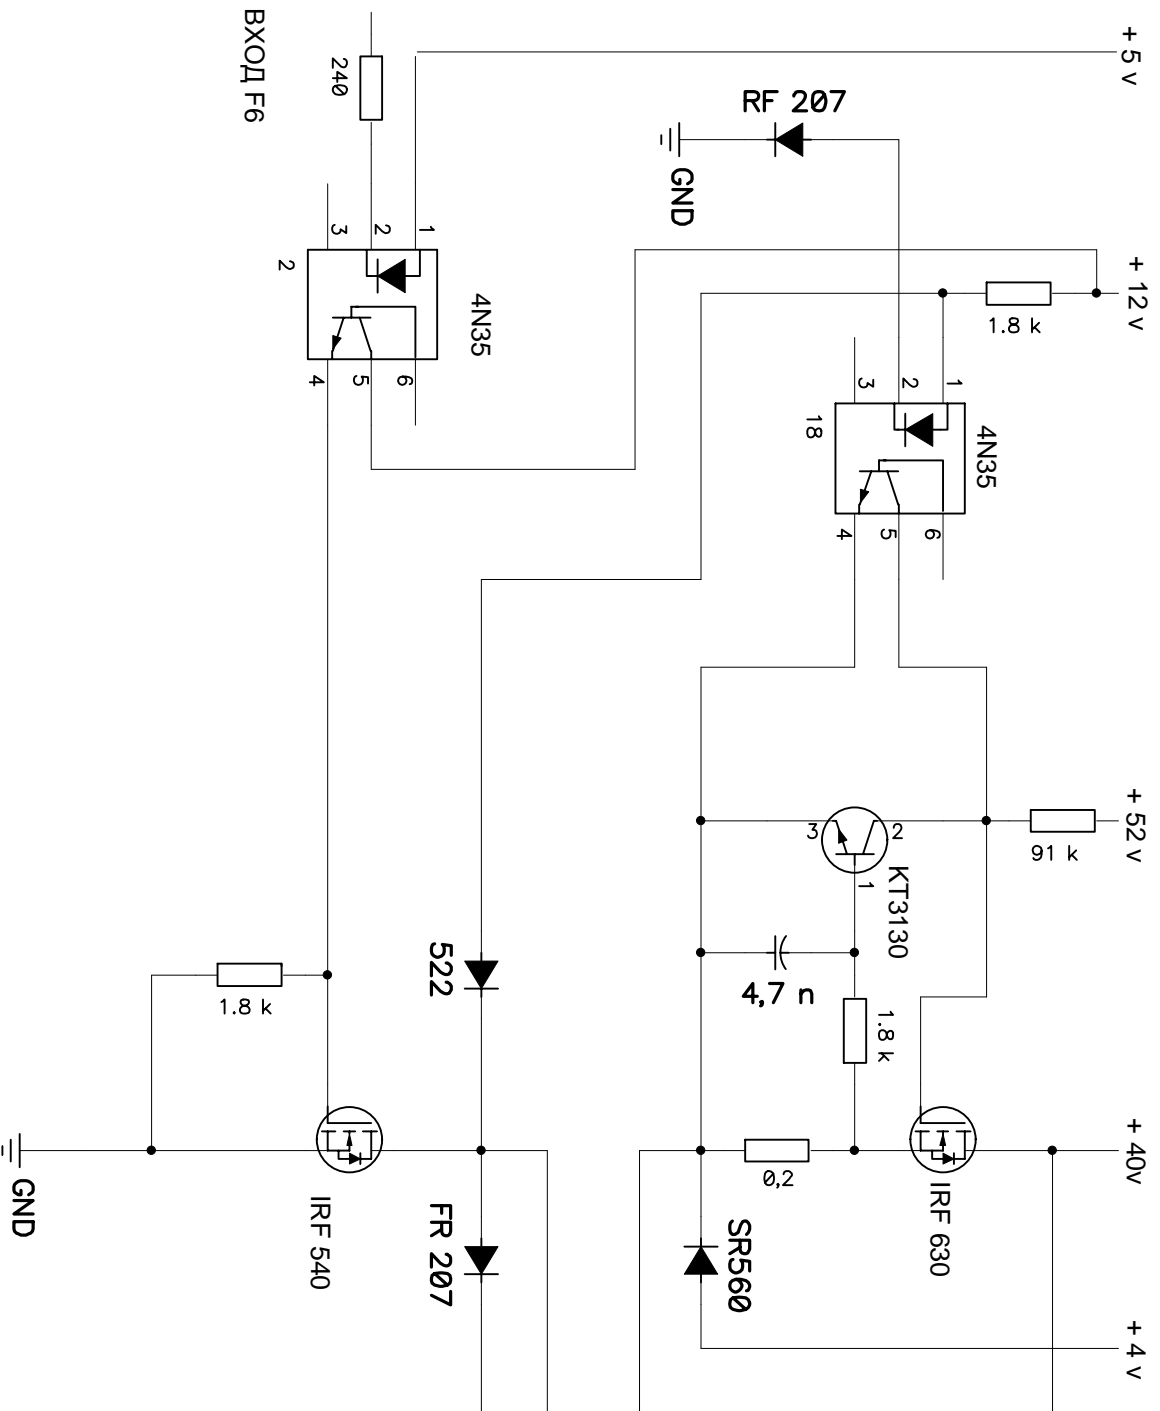 ВХОД F6
240
+ 5 v
RF 207
GND
3
2
1
2
4N35
4
5
6
+ 12 v
1.8 k
3
2
1
18
4N35
4
5
6
+ 52 v
91 k
3
2
1
KT3130
4,7 n
1.8 k
522
1.8 k
+ 40v
0,2
IRF 630
IRF 540
GND
FR 207
SR560
+ 4 v